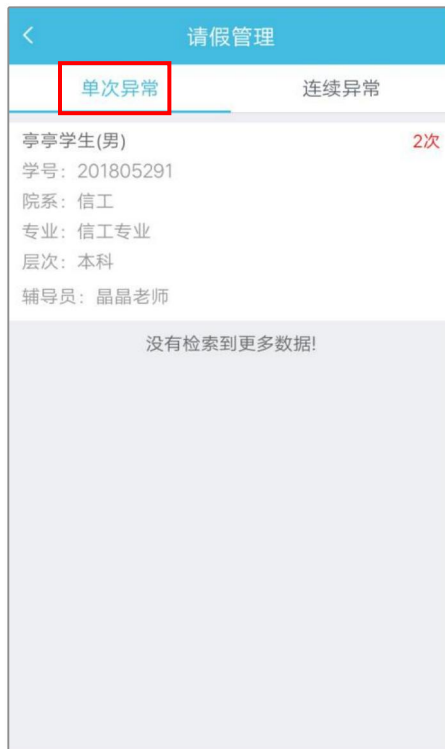 请假管理
单次异常 连续异常
亭亭学生(男) 2次
学号：201805291
院系：信工
专业：信工专业
层次：本科
辅导员：晶晶老师
没有检索到更多数据!